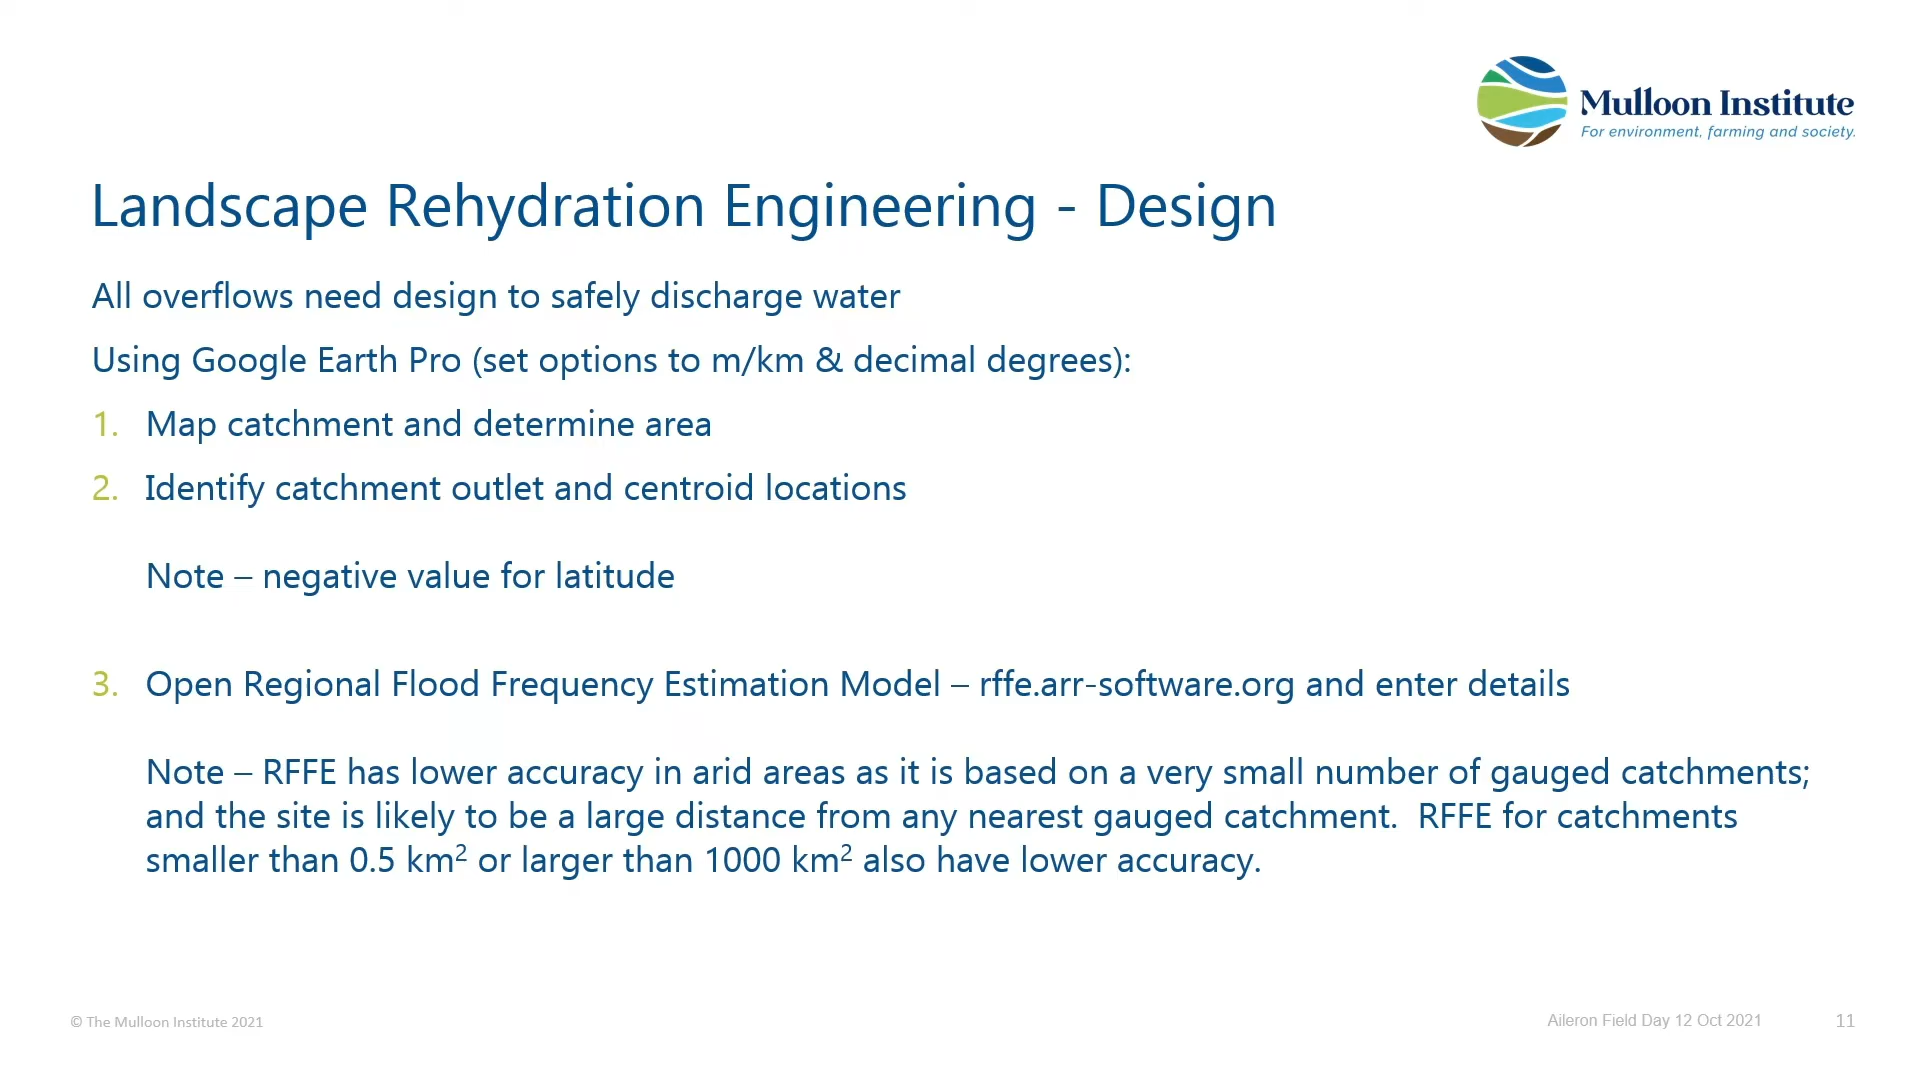 Mulloon Institute
For environment, farming and society.
Landscape Rehydration Engineering - Design
All overflows need design to safely discharge water
Using Google Earth Pro (set options to m/km & decimal degrees):
1. Map catchment and determine area
2. Identify catchment outlet and centroid locations
Note – negative value for latitude
3. Open Regional Flood Frequency Estimation Model – rffe.arr-software.org and enter details
Note – RFFE has lower accuracy in arid areas as it is based on a very small number of gauged catchments;
and the site is likely to be a large distance from any nearest gauged catchment.  RFFE for catchments
smaller than 0.5 km² or larger than 1000 km² also have lower accuracy.
© The Mulloon Institute 2021
Aileron Field Day 12 Oct 2021
11